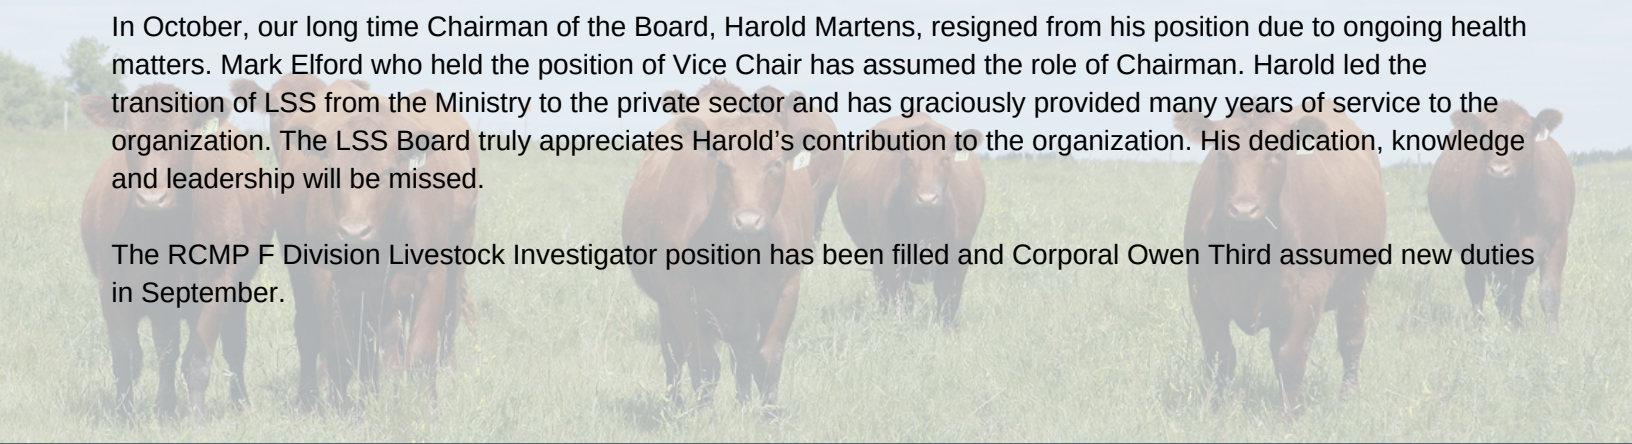 In October, our long time Chairman of the Board, Harold Martens, resigned from his position due to ongoing health
matters. Mark Elford who held the position of Vice Chair has assumed the role of Chairman. Harold led the
transition of LSS from the Ministry to the private sector and has graciously provided many years of service to the
organization. The LSS Board truly appreciates Harold’s contribution to the organization. His dedication, knowledge
and leadership will be missed.
The RCMP F Division Livestock Investigator position has been filled and Corporal Owen Third assumed new duties
in September.